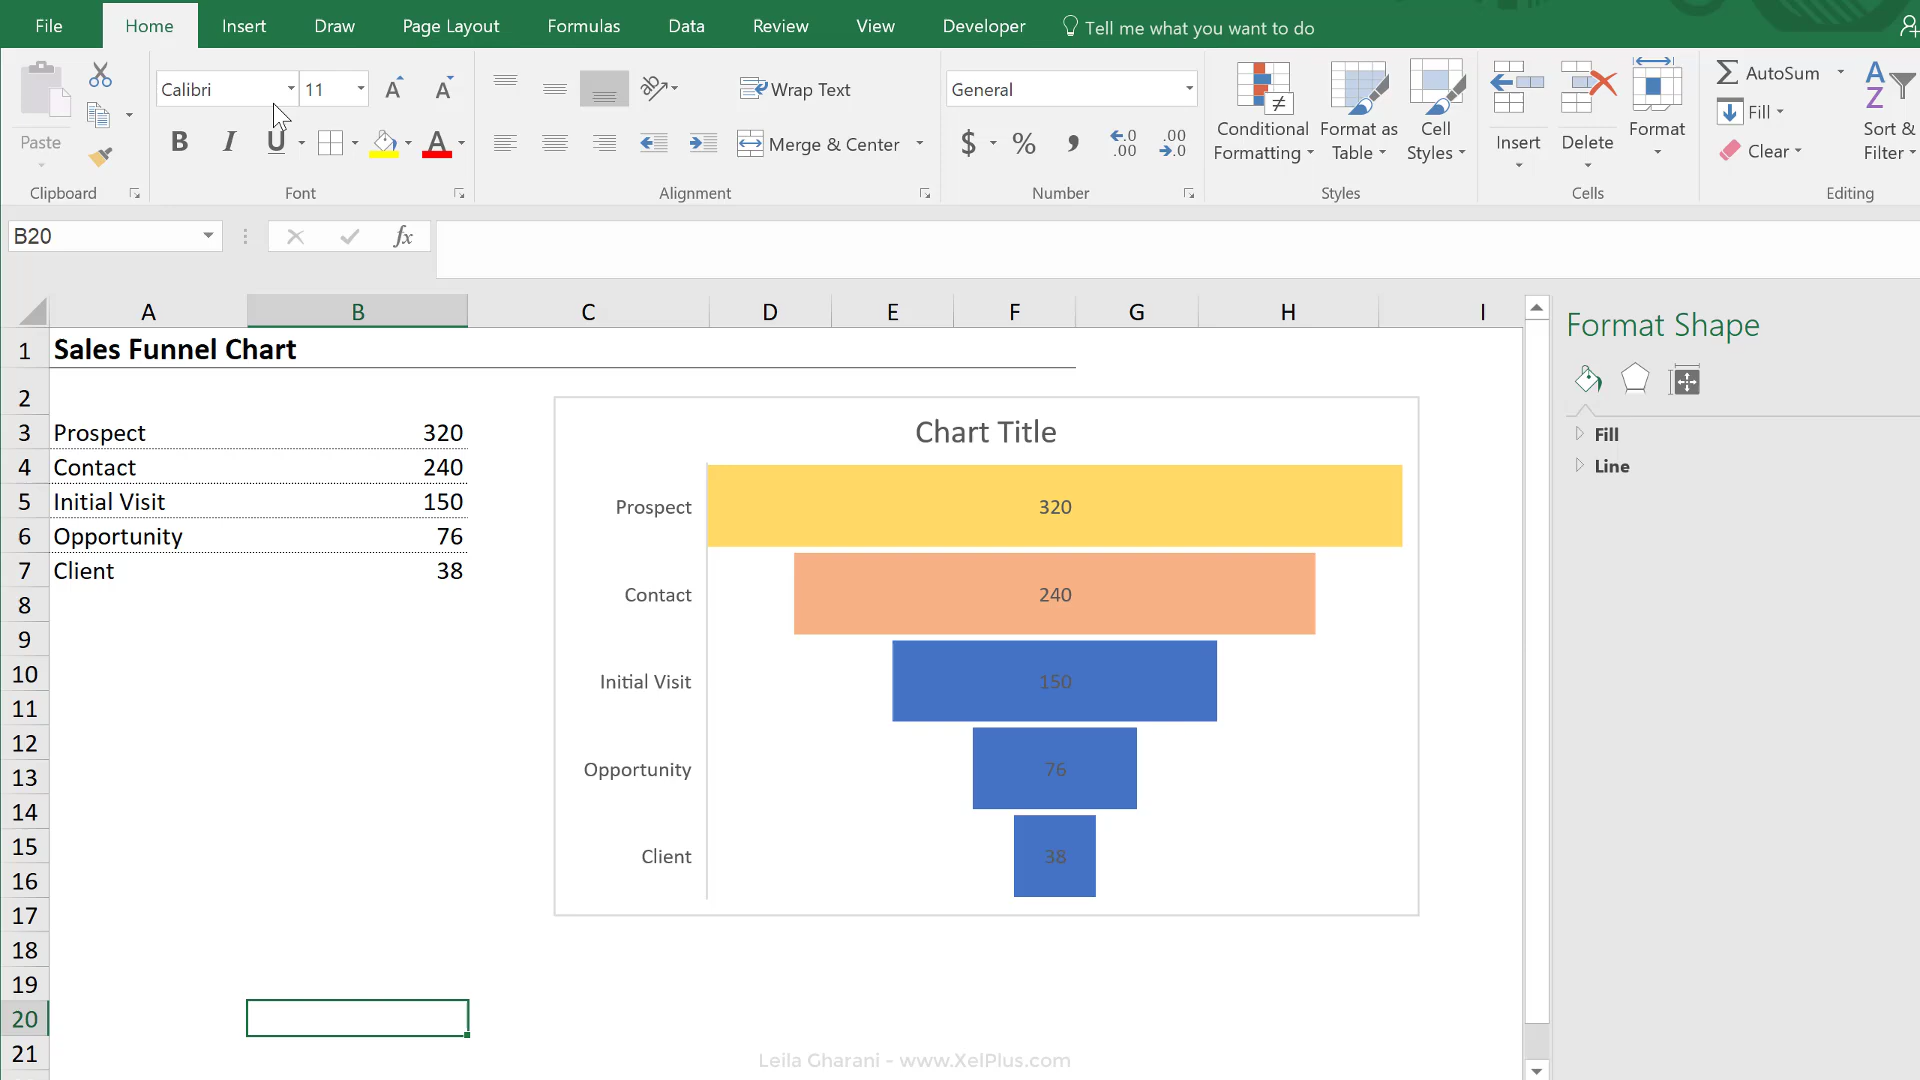 File Home Insert Draw Page Layout Formulas Data Review View Developer Tell me what you want to do
Calibri 11 Wrap Text General AutoSum
Paste B I U A Merge & Center $ % , Conditional Formatting Format as Table Cell Styles Insert Delete Format Fill Clear Sort & Filter
Clipboard Font Alignment Number Styles Cells Editing
B20 fx
A B C D E F G H I
Format Shape
1 Sales Funnel Chart
2
3 Prospect 320
4 Contact 240
5 Initial Visit 150
6 Opportunity 76
7 Client 38
8
9
10
11
12
13
14
15
16
17
18
19
20
21
Chart Title
Prospect 320
Contact 240
Initial Visit 150
Opportunity 76
Client 38
Fill
Line
Leila Gharani - www.XelPlus.com